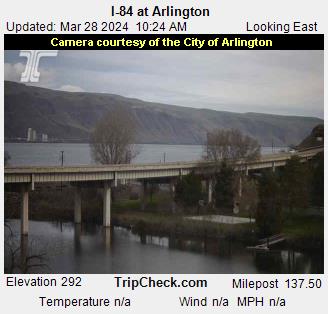 I-84 at Arlington
Updated: Mar 28 2024 10:24 AM Looking East
Camera courtesy of the City of Arlington
Elevation 292 TripCheck.com Milepost 137.50
Temperature n/a Wind n/a MPH n/a